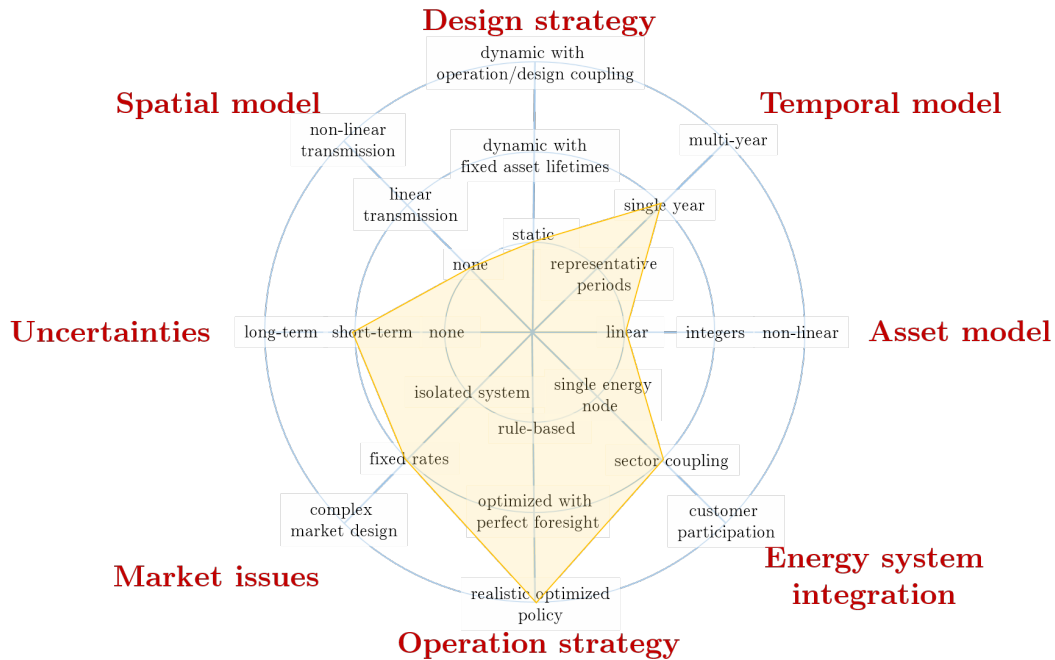 Design strategy
dynamic with
operation/design coupling
Spatial model
Temporal model
non-linear
transmission
multi-year
dynamic with
fixed asset lifetimes
linear
transmission
single year
static
none
representative
periods
Uncertainties
long-term
short-term
none
linear
integers
non-linear
Asset model
isolated system
single energy
node
rule-based
fixed rates
sector coupling
optimized with
perfect foresight
complex
market design
customer
participation
Market issues
Energy system
integration
realistic optimized
policy
Operation strategy